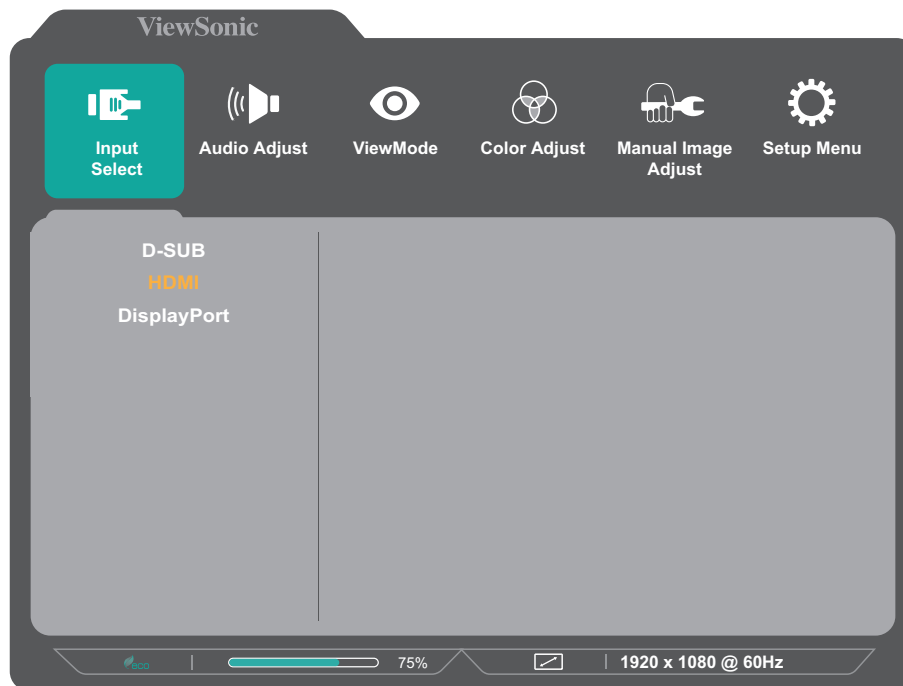 ViewSonic
Input
Select
Audio Adjust
ViewMode
Color Adjust
Manual Image
Adjust
Setup Menu
D-SUB
HDMI
DisplayPort
ECO
75%
1920 x 1080 @ 60Hz